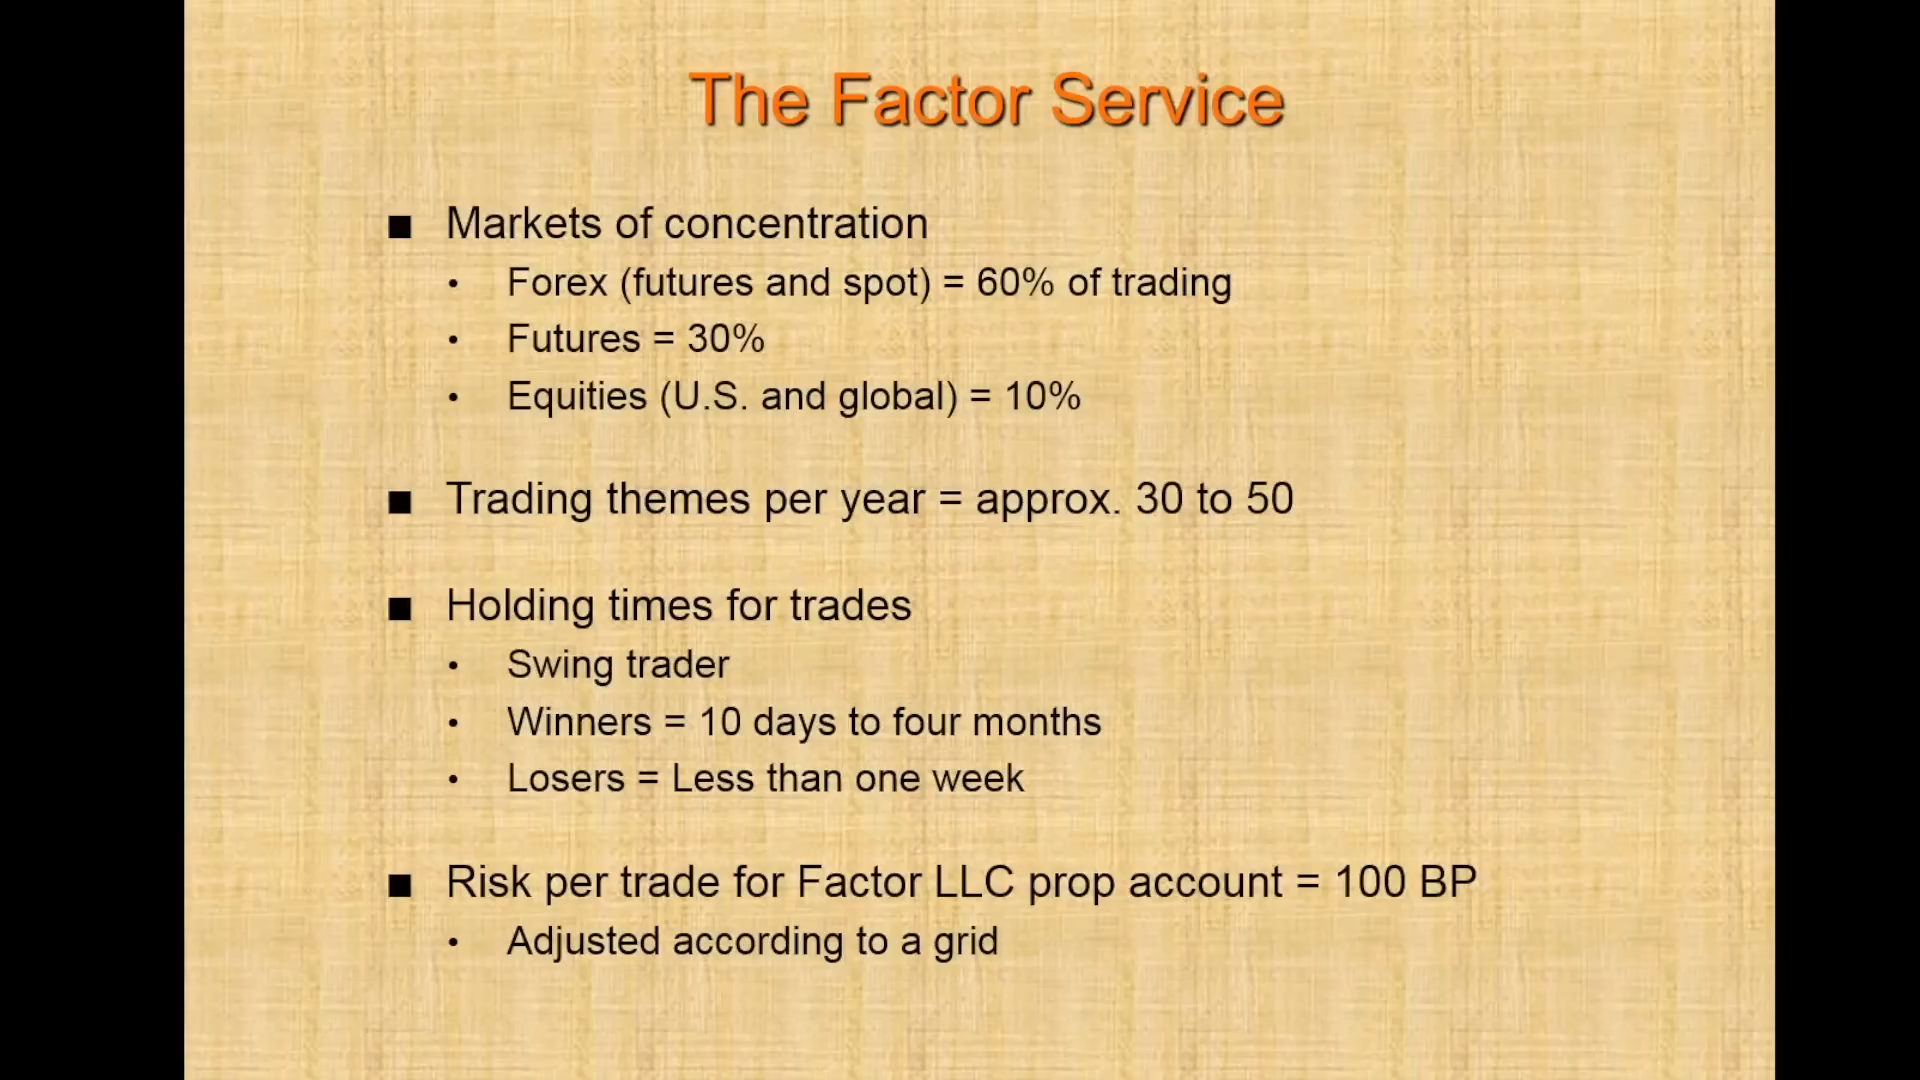 The Factor Service
■ Markets of concentration
• Forex (futures and spot) = 60% of trading
• Futures = 30%
• Equities (U.S. and global) = 10%
■ Trading themes per year = approx. 30 to 50
■ Holding times for trades
• Swing trader
• Winners = 10 days to four months
• Losers = Less than one week
■ Risk per trade for Factor LLC prop account = 100 BP
• Adjusted according to a grid